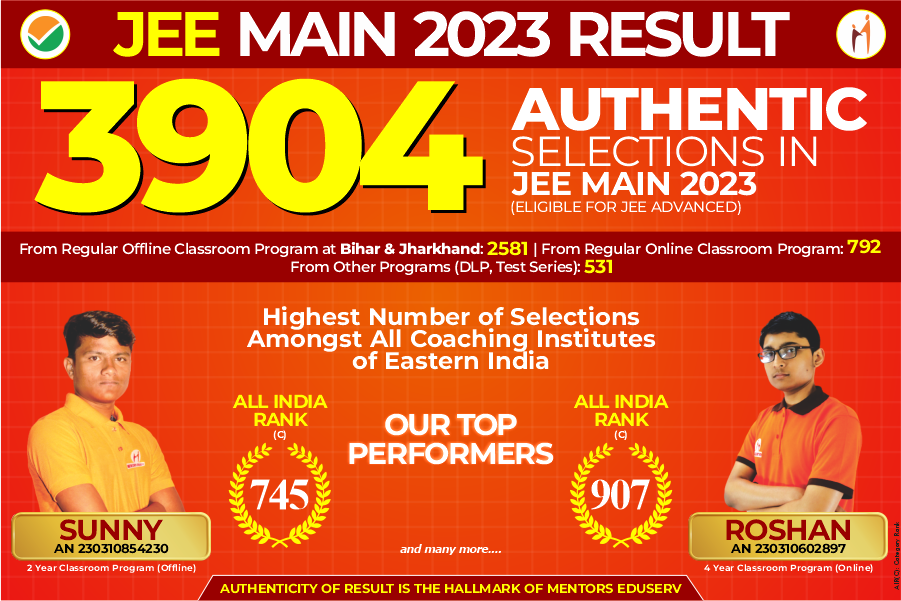 JEE MAIN 2023 RESULT
3904
AUTHENTIC
SELECTIONS IN
JEE MAIN 2023
(ELIGIBLE FOR JEE ADVANCED)
From Regular Offline Classroom Program at Bihar & Jharkhand: 2581 | From Regular Online Classroom Program: 792
From Other Programs (DLP, Test Series): 531
Highest Number of Selections
Amongst All Coaching Institutes
of Eastern India
ALL INDIA
RANK
(C)
745
OUR TOP
PERFORMERS
ALL INDIA
RANK
(C)
907
SUNNY
AN 230310854230
2 Year Classroom Program (Offline)
and many more....
ROSHAN
AN 230310602897
4 Year Classroom Program (Online)
AUTHENTICITY OF RESULT IS THE HALLMARK OF MENTORS EDUSERV